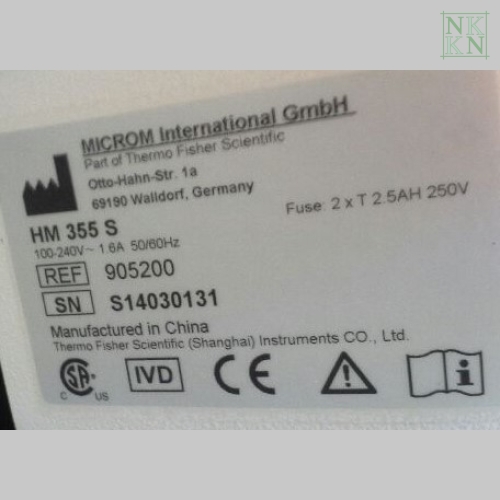 NK
KN
MICROM International GmbH
Part of Thermo Fisher Scientific
Otto-Hahn-Str. 1a
69190 Walldorf, Germany
Fuse: 2 x T 2.5AH 250V
HM 355 S
100-240V~ 1.6A 50/60Hz
REF 905200
SN S14030131
Manufactured in China
Thermo Fisher Scientific (Shanghai) Instruments CO., Ltd.
C SA US IVD CE i